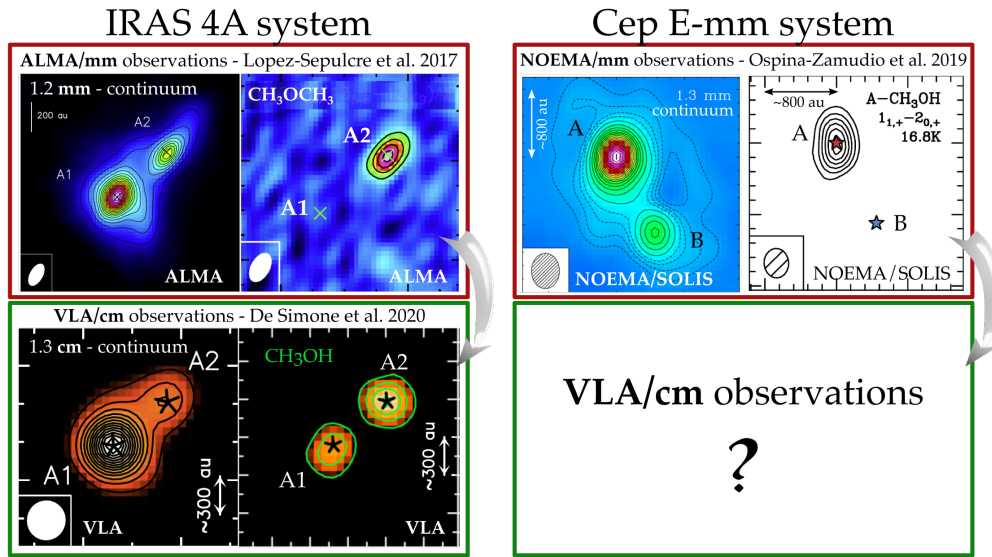 IRAS 4A system
ALMA/mm observations - Lopez-Sepulcre et al. 2017
1.2 mm - continuum
200 au
A2
A1
ALMA
CH₃OCH₃
A2
A1
ALMA
VLA/cm observations - De Simone et al. 2020
1.3 cm - continuum
A2
A1
~300 au
VLA
CH₃OH
A2
A1
~300 au
VLA
Cep E-mm system
NOEMA/mm observations - Ospina-Zamudio et al. 2019
~800 au
1.3 mm
continuum
A
B
NOEMA/SOLIS
~800 au
A-CH₃OH
1₁,₊-2₀,₊
16.8K
A
B
NOEMA/SOLIS
VLA/cm observations
?